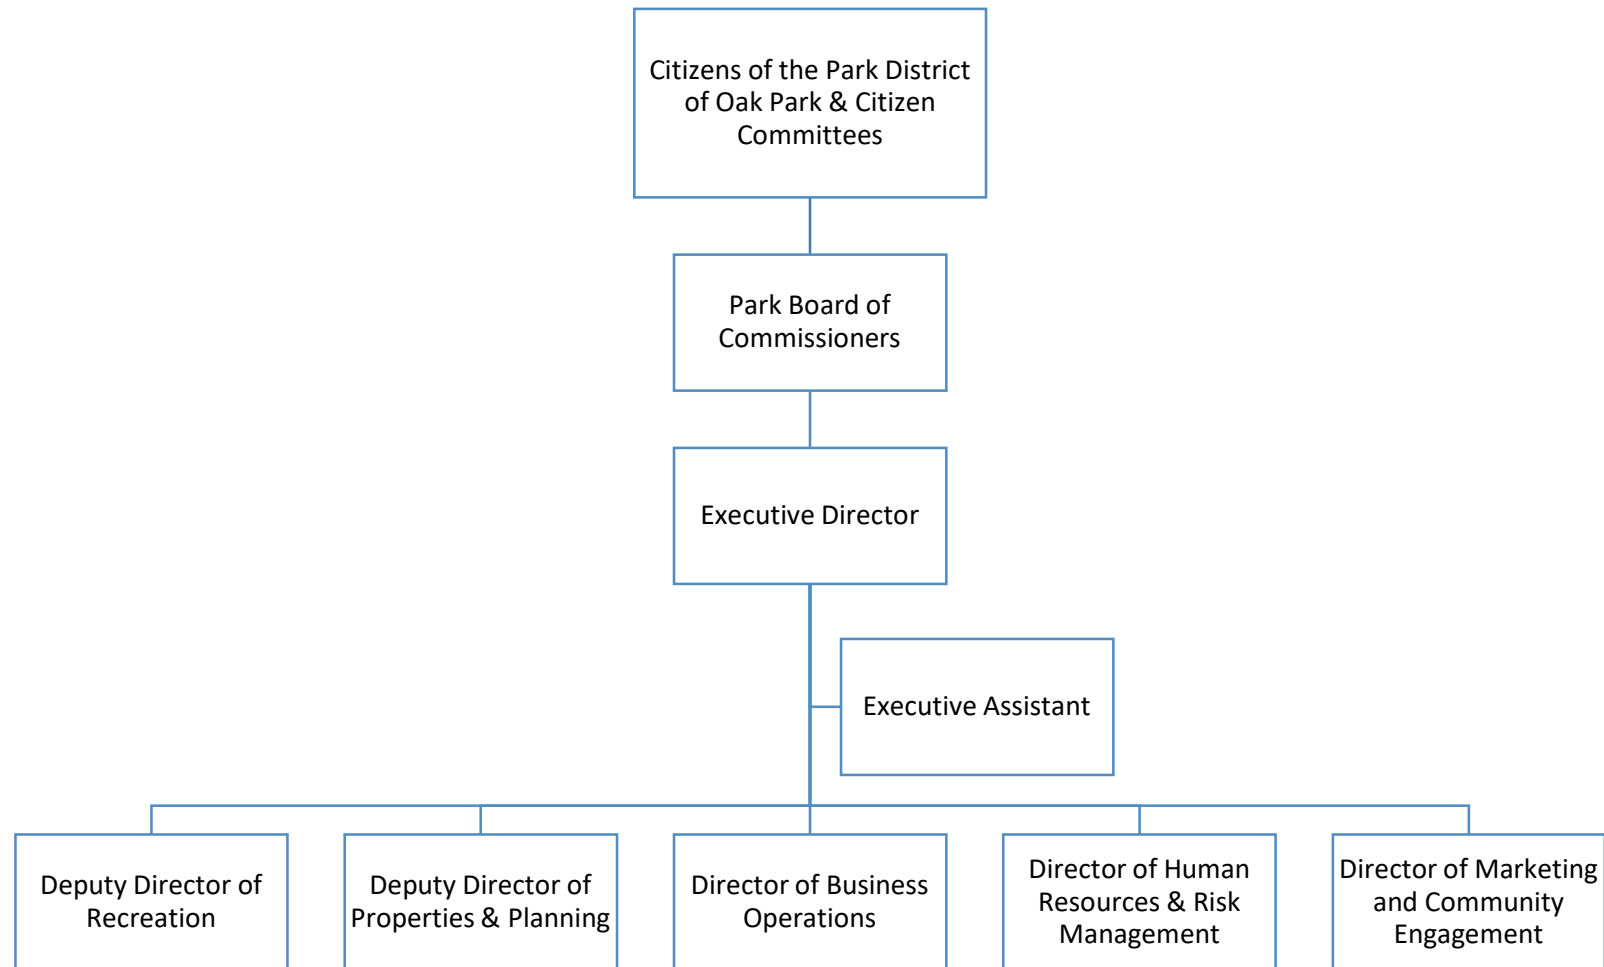 Citizens of the Park District
of Oak Park & Citizen
Committees
Park Board of
Commissioners
Executive Director
Executive Assistant
Deputy Director of
Recreation
Deputy Director of
Properties & Planning
Director of Business
Operations
Director of Human
Resources & Risk
Management
Director of Marketing
and Community
Engagement